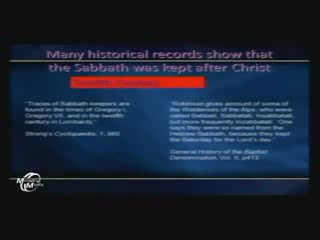 Many historical records show that
the Sabbath was kept after Christ
Twelfth Century
"Traces of Sabbath-keepers are
found in the times of Gregory I,
Gregory VII, and in the twelfth
century in Lombardy."
Strong's Cyclopaedia, 1, 660
"Robinson gives account of some of
the Waldenses of the Alps, who were
called Sabbati, Sabbatati, Insabbatati,
but more frequently Inzabbatati. "One
says they were so named from the
Hebrew Sabbath, because they kept
the Saturday for the Lord's day."
General History of the Baptist
Denomination, Vol. II, p413